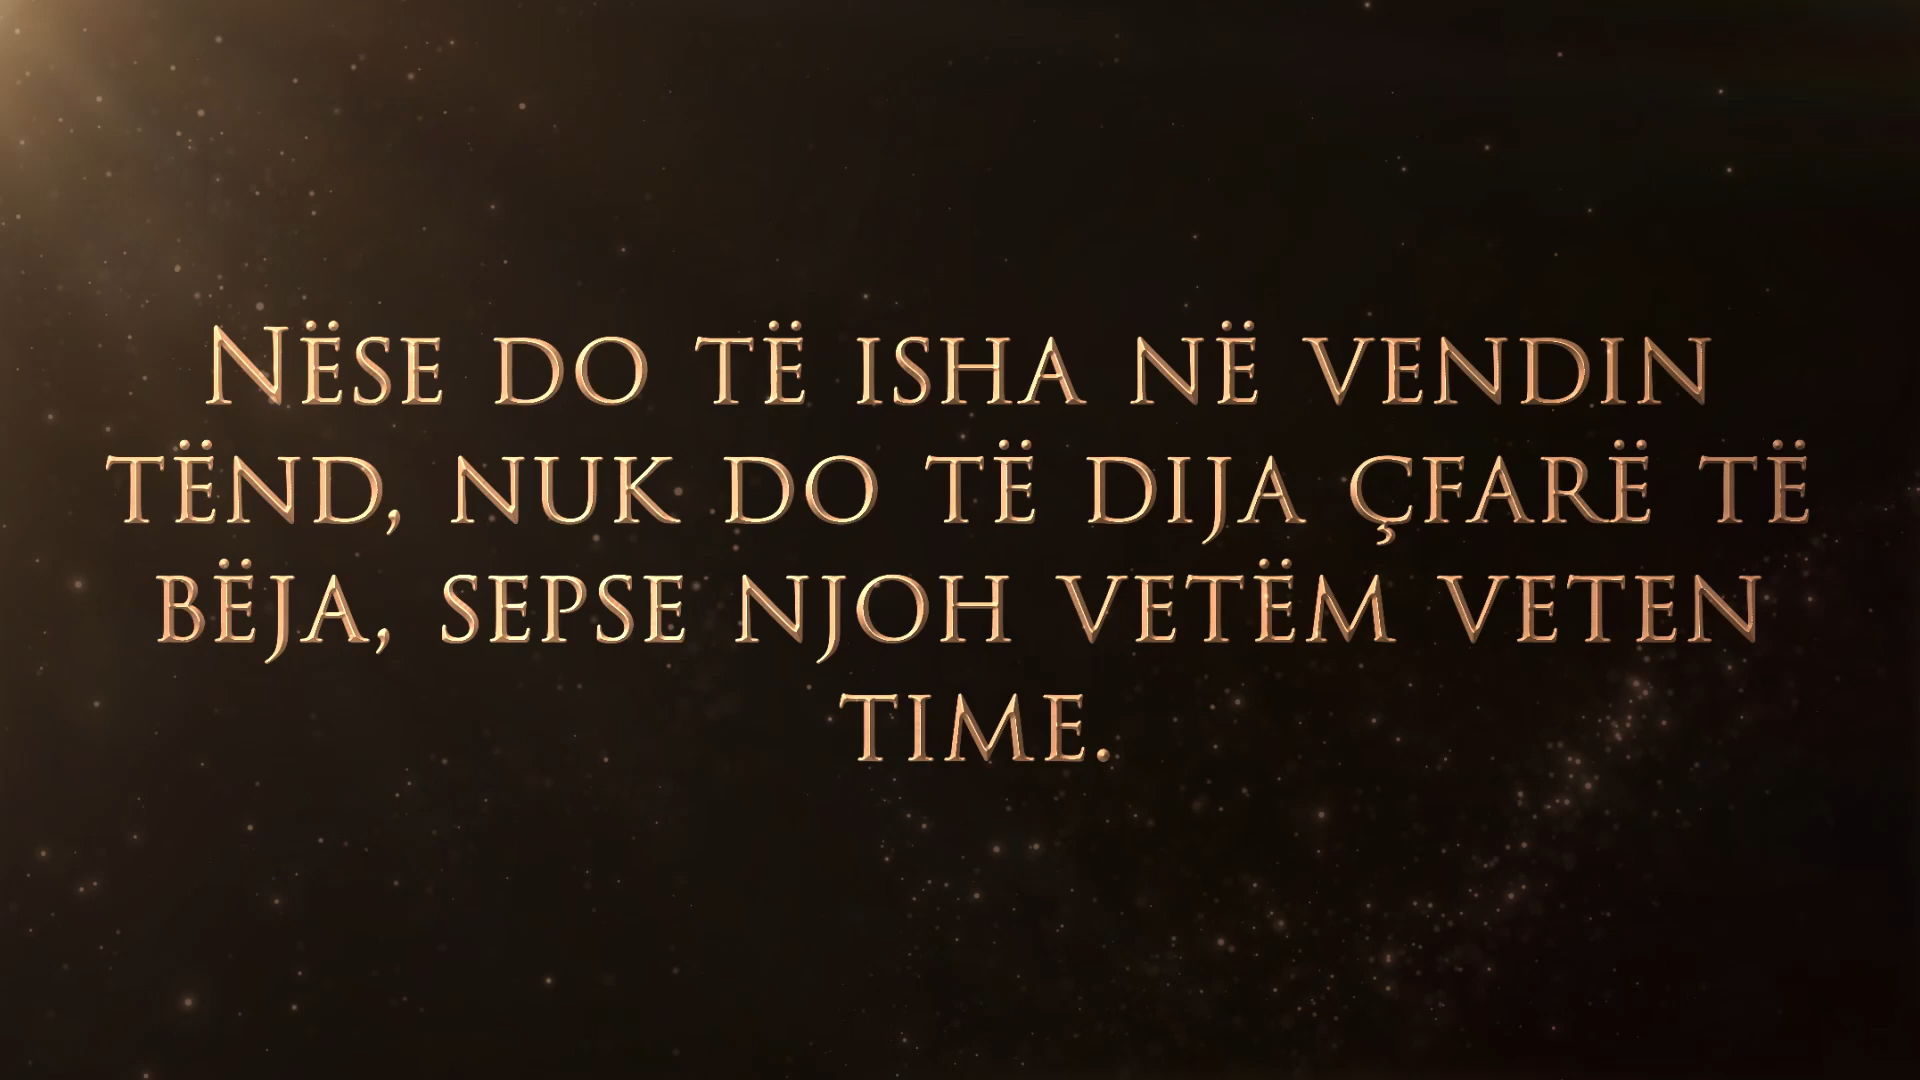 Nëse do të isha në vendin
tënd, nuk do të dija çfarë të
bëja, sepse njoh vetëm veten
time.